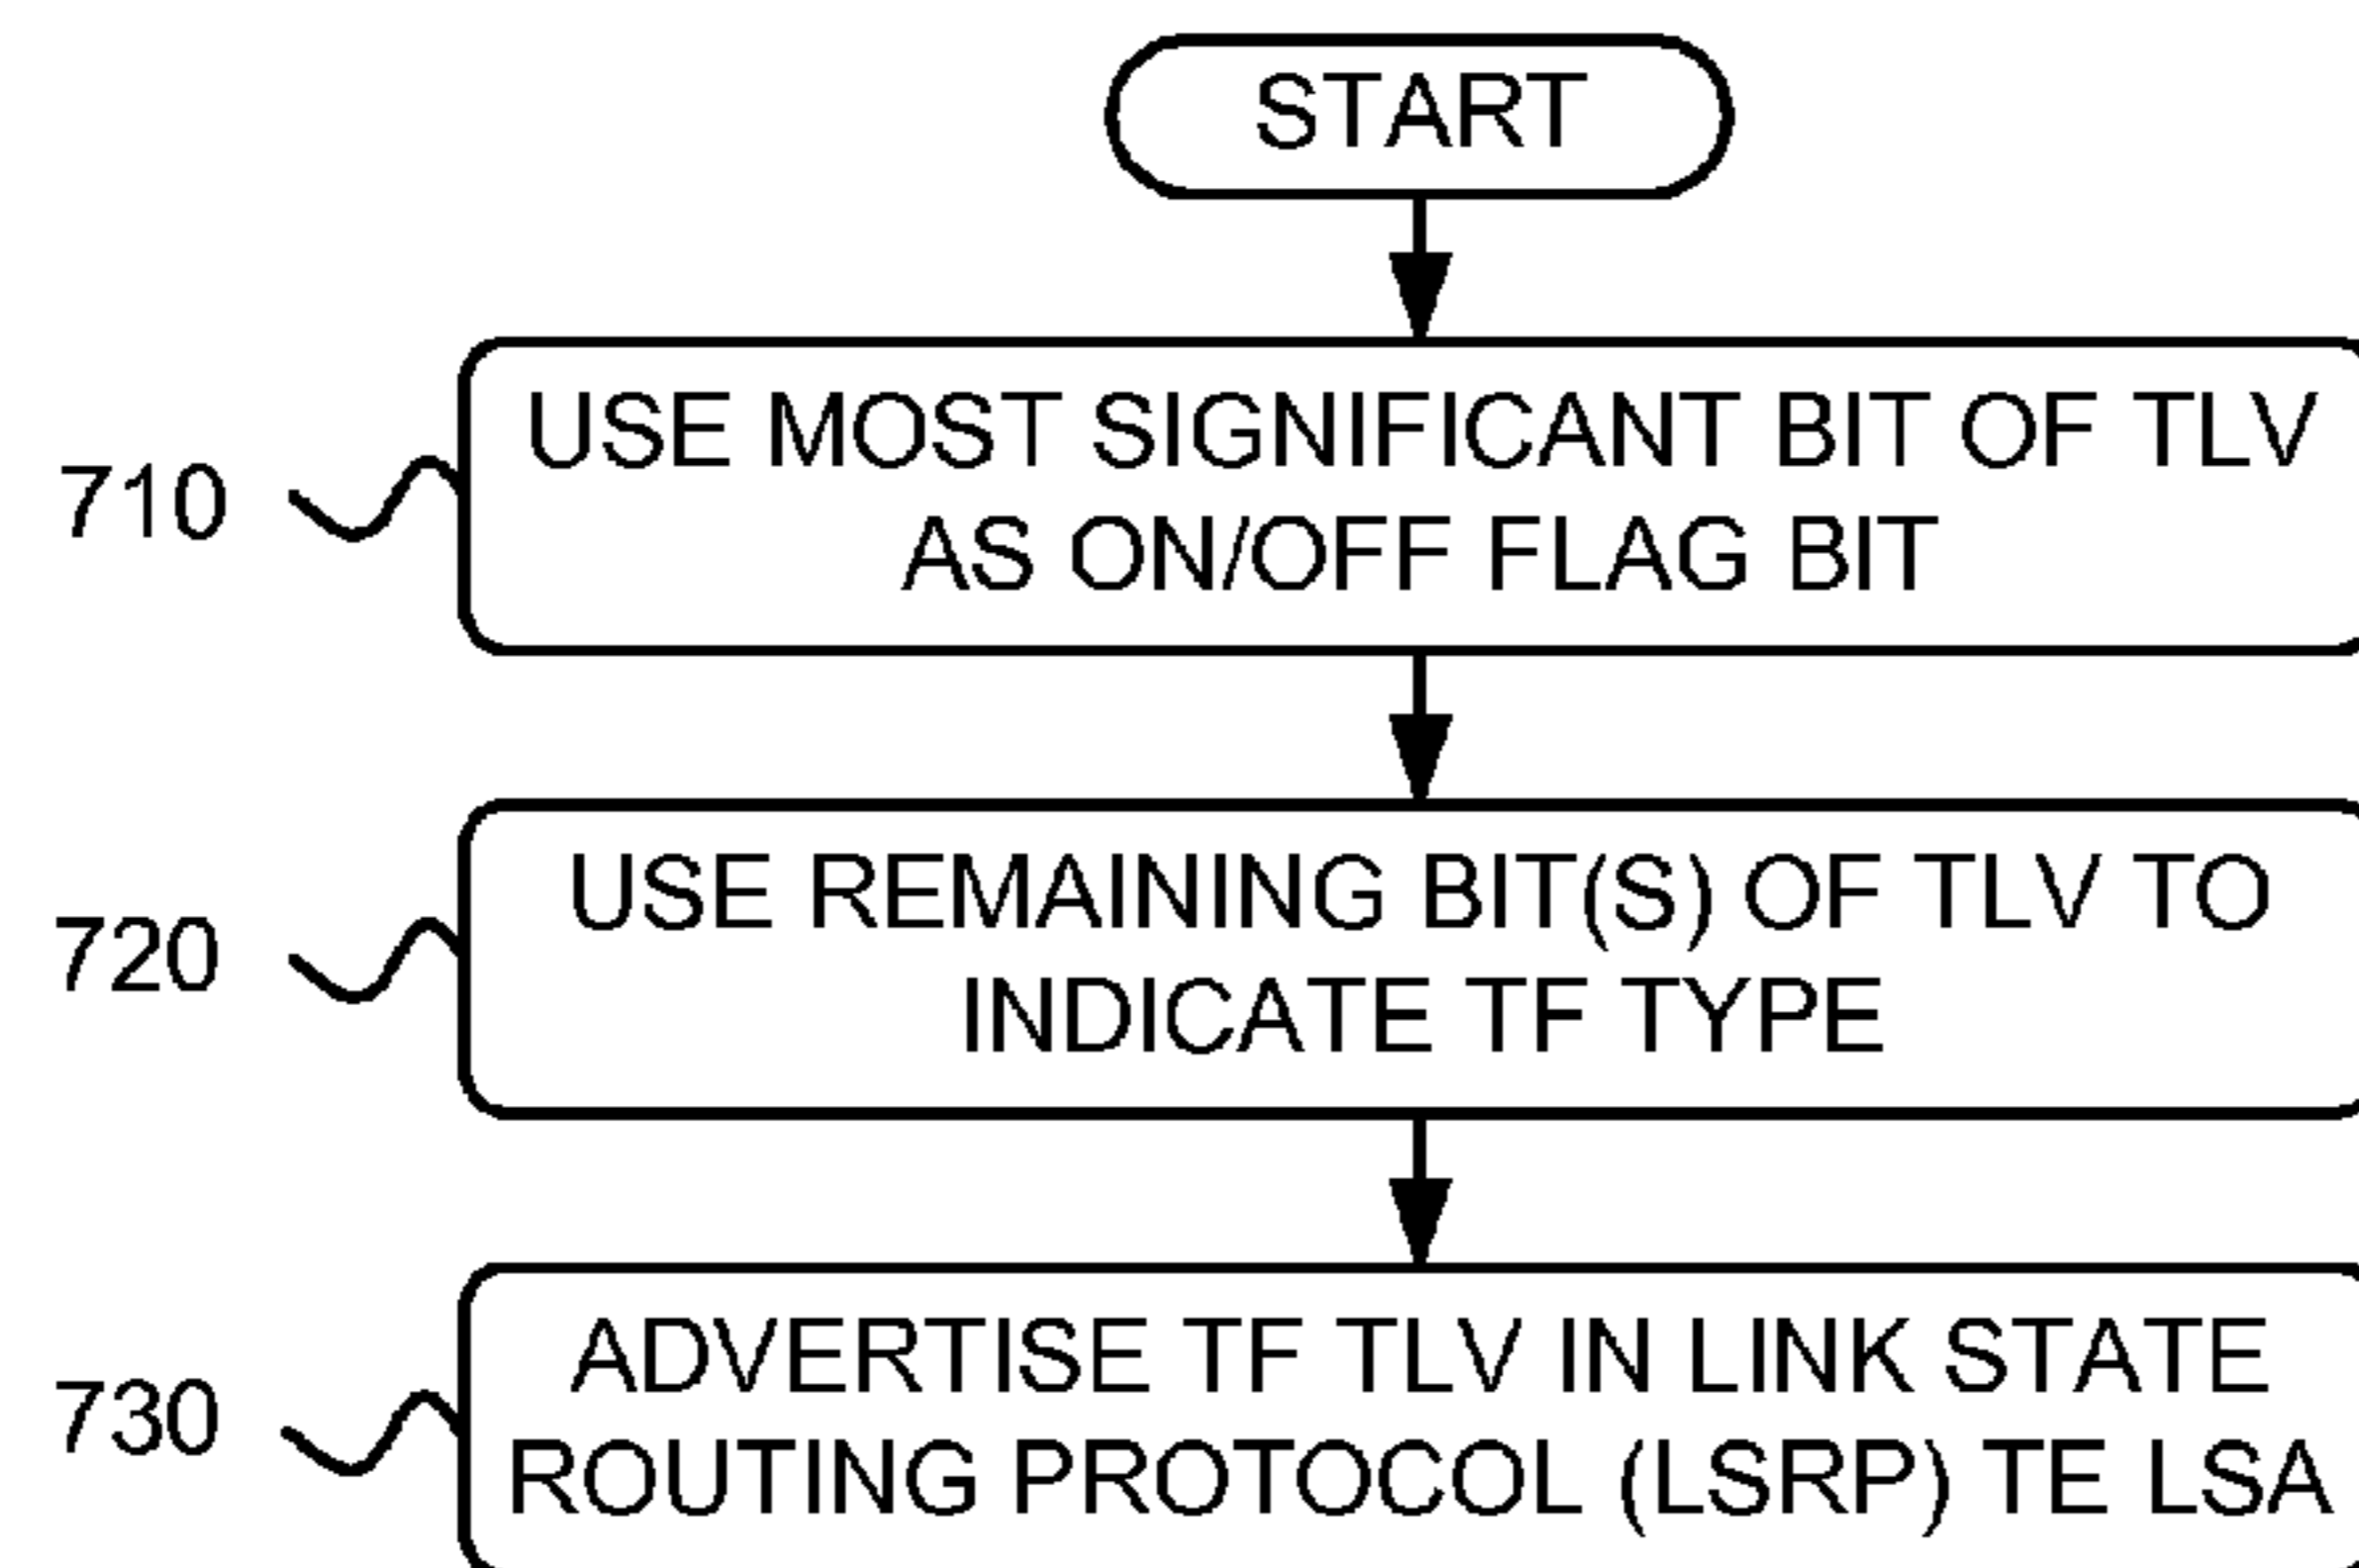 START
710
USE MOST SIGNIFICANT BIT OF TLV
AS ON/OFF FLAG BIT
720
USE REMAINING BIT(S) OF TLV TO
INDICATE TF TYPE
730
ADVERTISE TF TLV IN LINK STATE
ROUTING PROTOCOL (LSRP) TE LSA